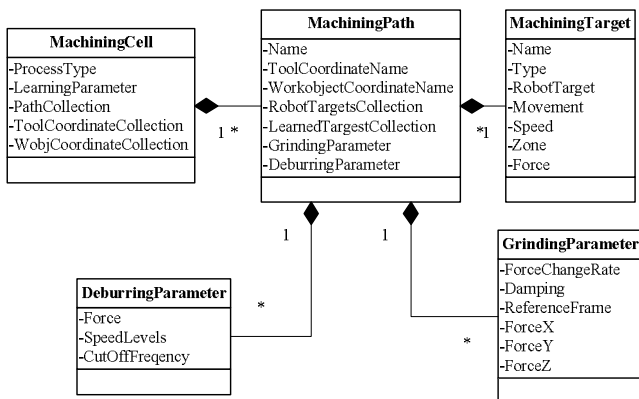 MachiningCell
-ProcessType
-LearningParameter
-PathCollection
-ToolCoordinateCollection
-WobjCoordinateCollection
1 *
MachiningPath
-Name
-ToolCoordinateName
-WorkobjectCoordinateName
-RobotTargetsCollection
-LearnedTargestCollection
-GrindingParameter
-DeburringParameter
*1
MachiningTarget
-Name
-Type
-RobotTarget
-Movement
-Speed
-Zone
-Force
1
1
DeburringParameter
-Force
-SpeedLevels
-CutOffFreqency
*
*
GrindingParameter
-ForceChangeRate
-Damping
-ReferenceFrame
-ForceX
-ForceY
-ForceZ